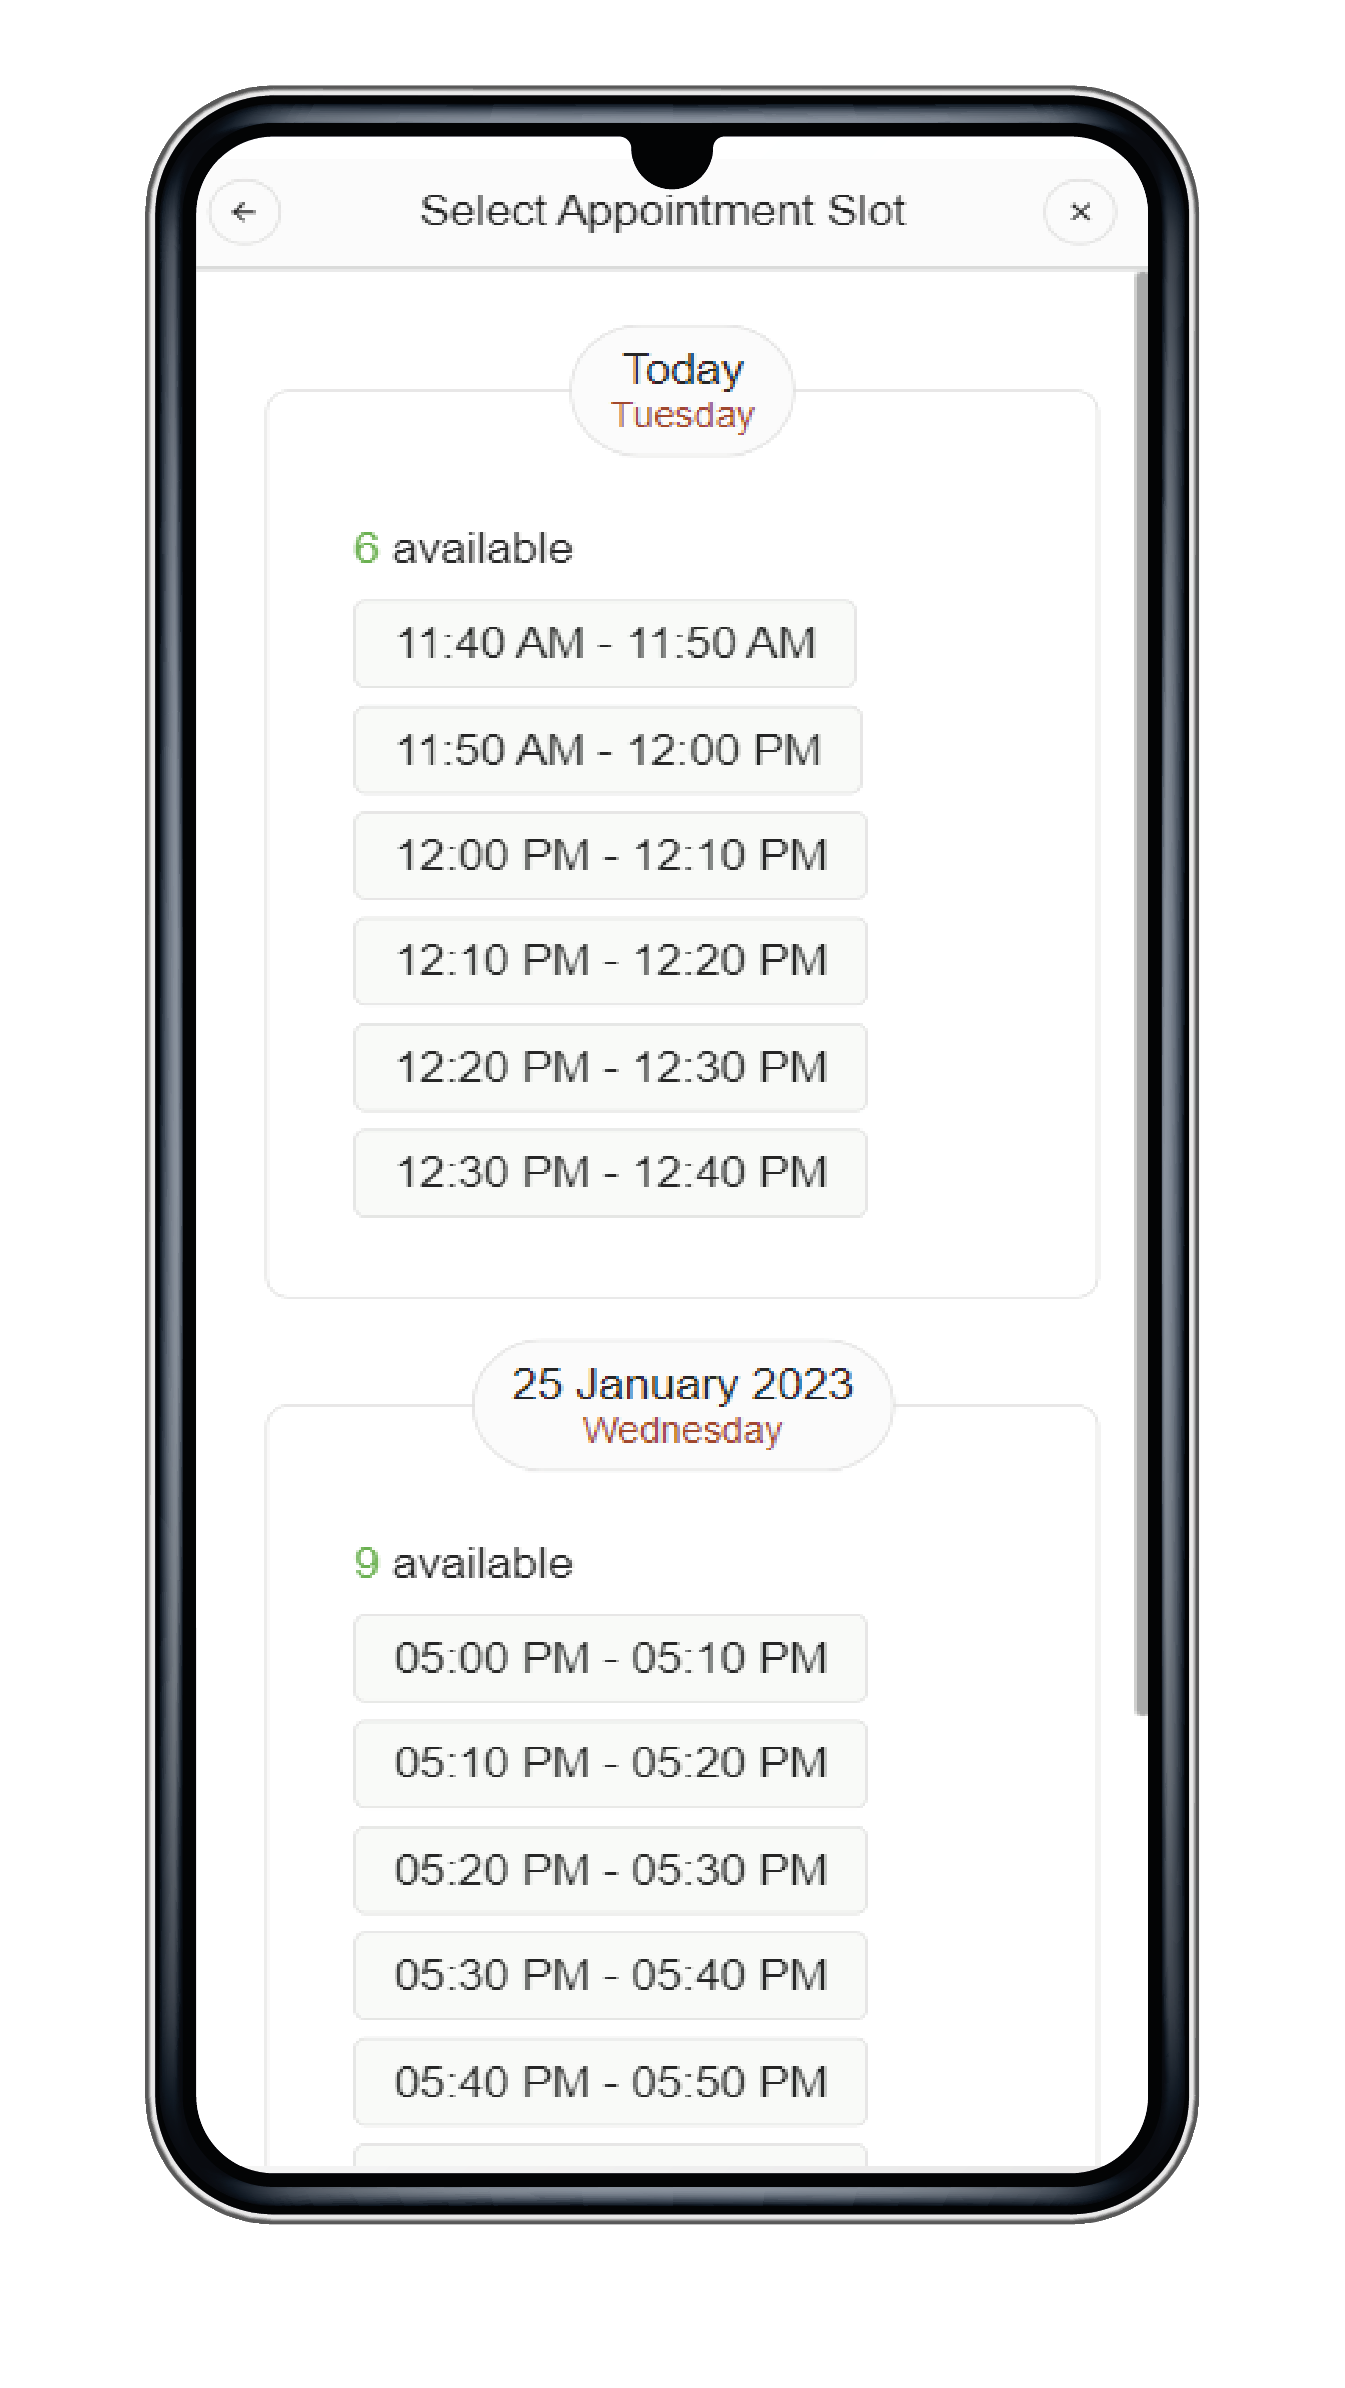 Select Appointment Slot
Today
Tuesday
6 available
11:40 AM - 11:50 AM
11:50 AM - 12:00 PM
12:00 PM - 12:10 PM
12:10 PM - 12:20 PM
12:20 PM - 12:30 PM
12:30 PM - 12:40 PM
25 January 2023
Wednesday
9 available
05:00 PM - 05:10 PM
05:10 PM - 05:20 PM
05:20 PM - 05:30 PM
05:30 PM - 05:40 PM
05:40 PM - 05:50 PM